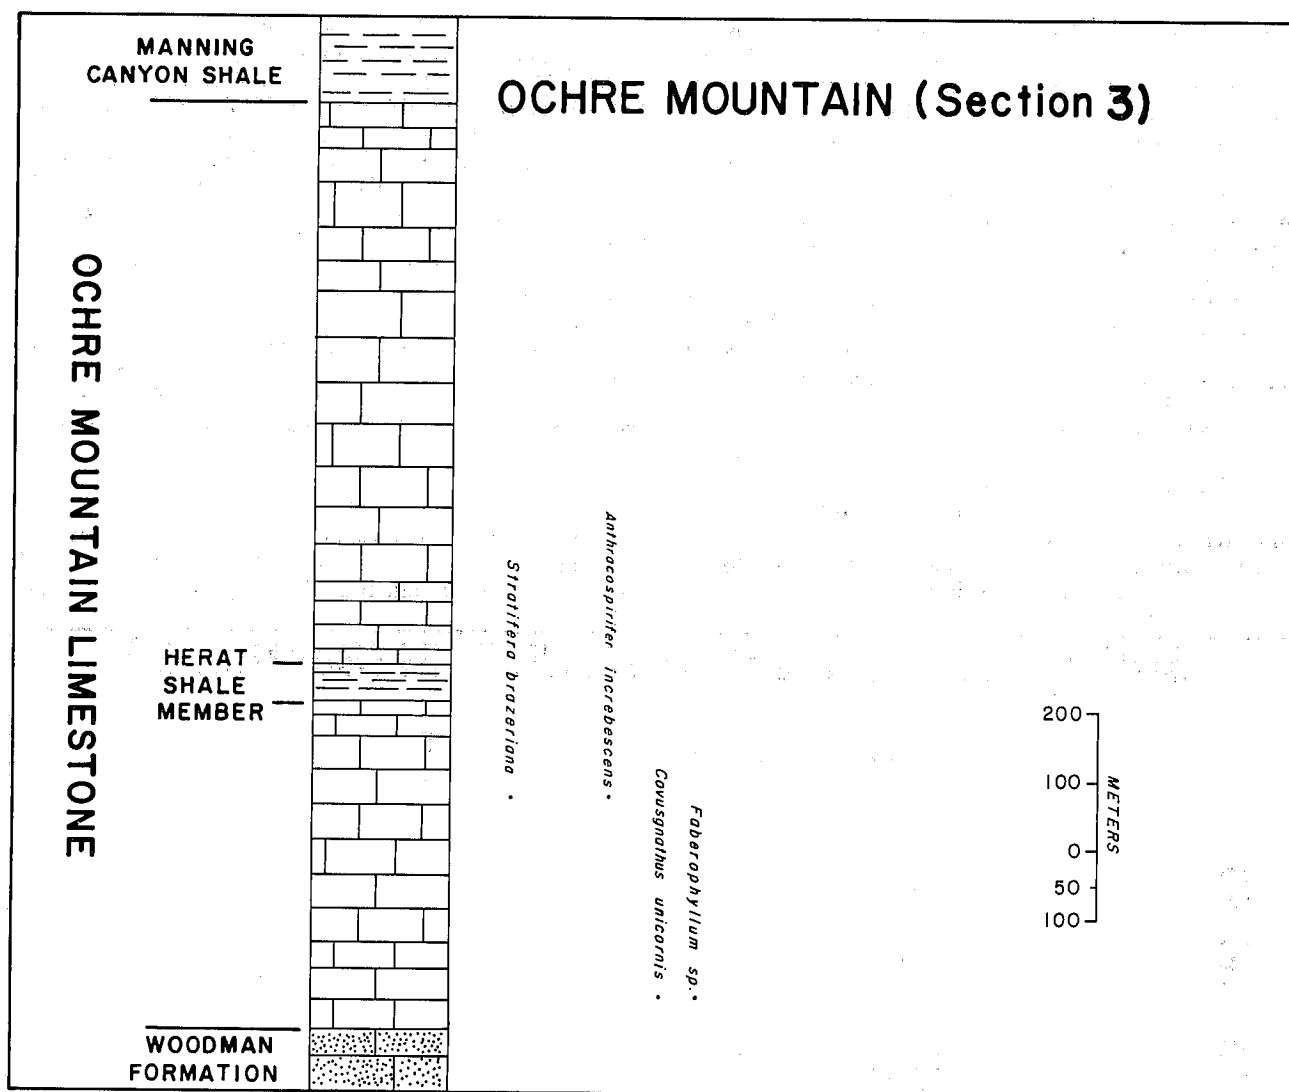 MANNING
CANYON SHALE
OCHRE MOUNTAIN (Section 3)
OCHRE MOUNTAIN LIMESTONE
HERAT
SHALE
MEMBER
WOODMAN
FORMATION
Stratifera brazeriana •
Anthracospirifer increbescens •
Cavusgnathus unicornis •
Faberophyllum sp. •
200
100
0
50
100
METERS